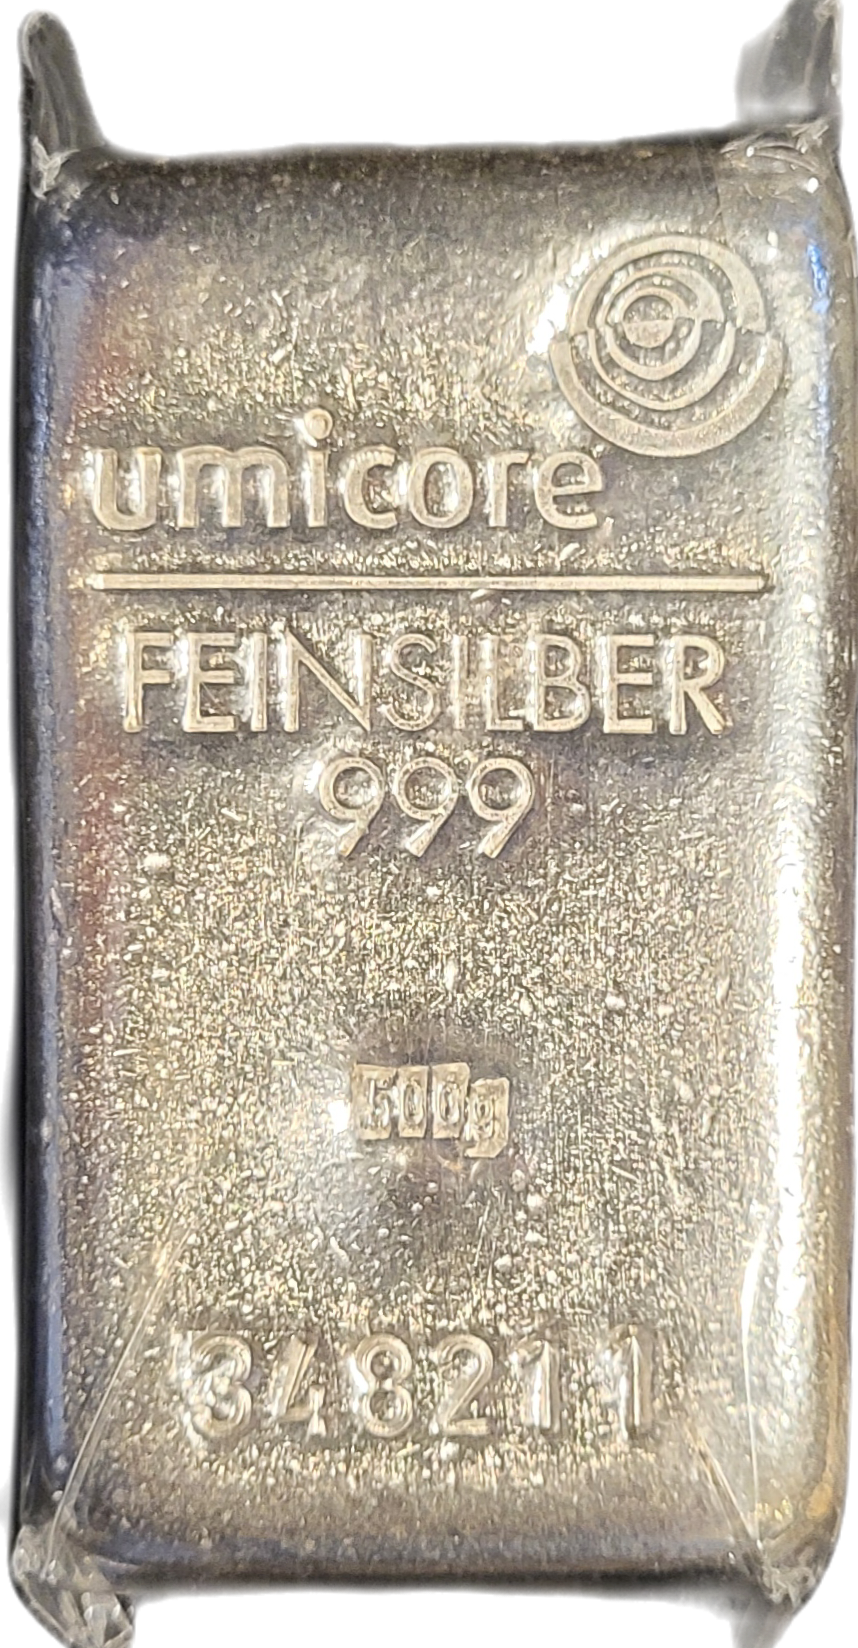 umicore
FEINSILBER
999
500g
348211